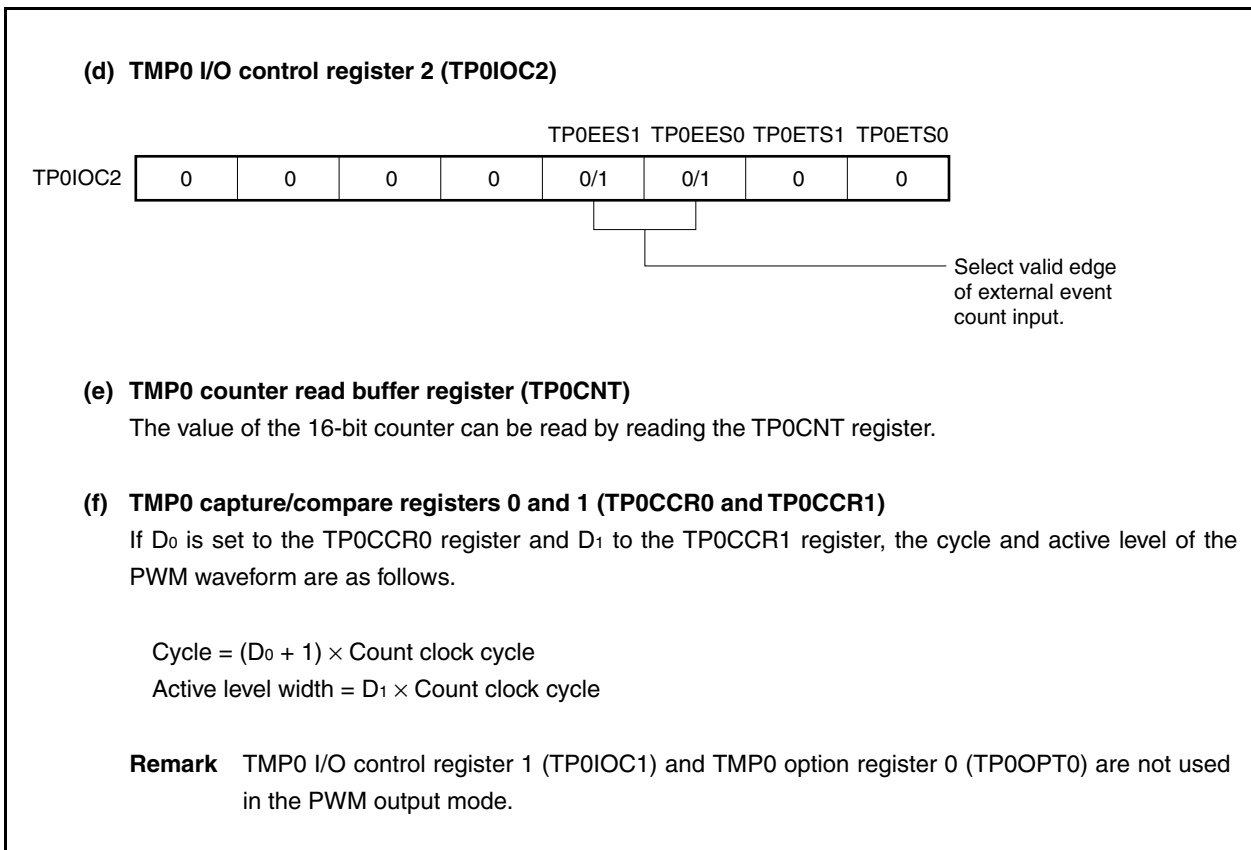 (d) TMP0 I/O control register 2 (TP0IOC2)
TP0EES1 TP0EES0 TP0ETS1 TP0ETS0
TP0IOC2 0 0 0 0 0/1 0/1 0 0
Select valid edge
of external event
count input.
(e) TMP0 counter read buffer register (TP0CNT)
The value of the 16-bit counter can be read by reading the TP0CNT register.
(f) TMP0 capture/compare registers 0 and 1 (TP0CCR0 and TP0CCR1)
If D0 is set to the TP0CCR0 register and D1 to the TP0CCR1 register, the cycle and active level of the
PWM waveform are as follows.
Cycle = (D0 + 1) × Count clock cycle
Active level width = D1 × Count clock cycle
Remark TMP0 I/O control register 1 (TP0IOC1) and TMP0 option register 0 (TP0OPT0) are not used
in the PWM output mode.